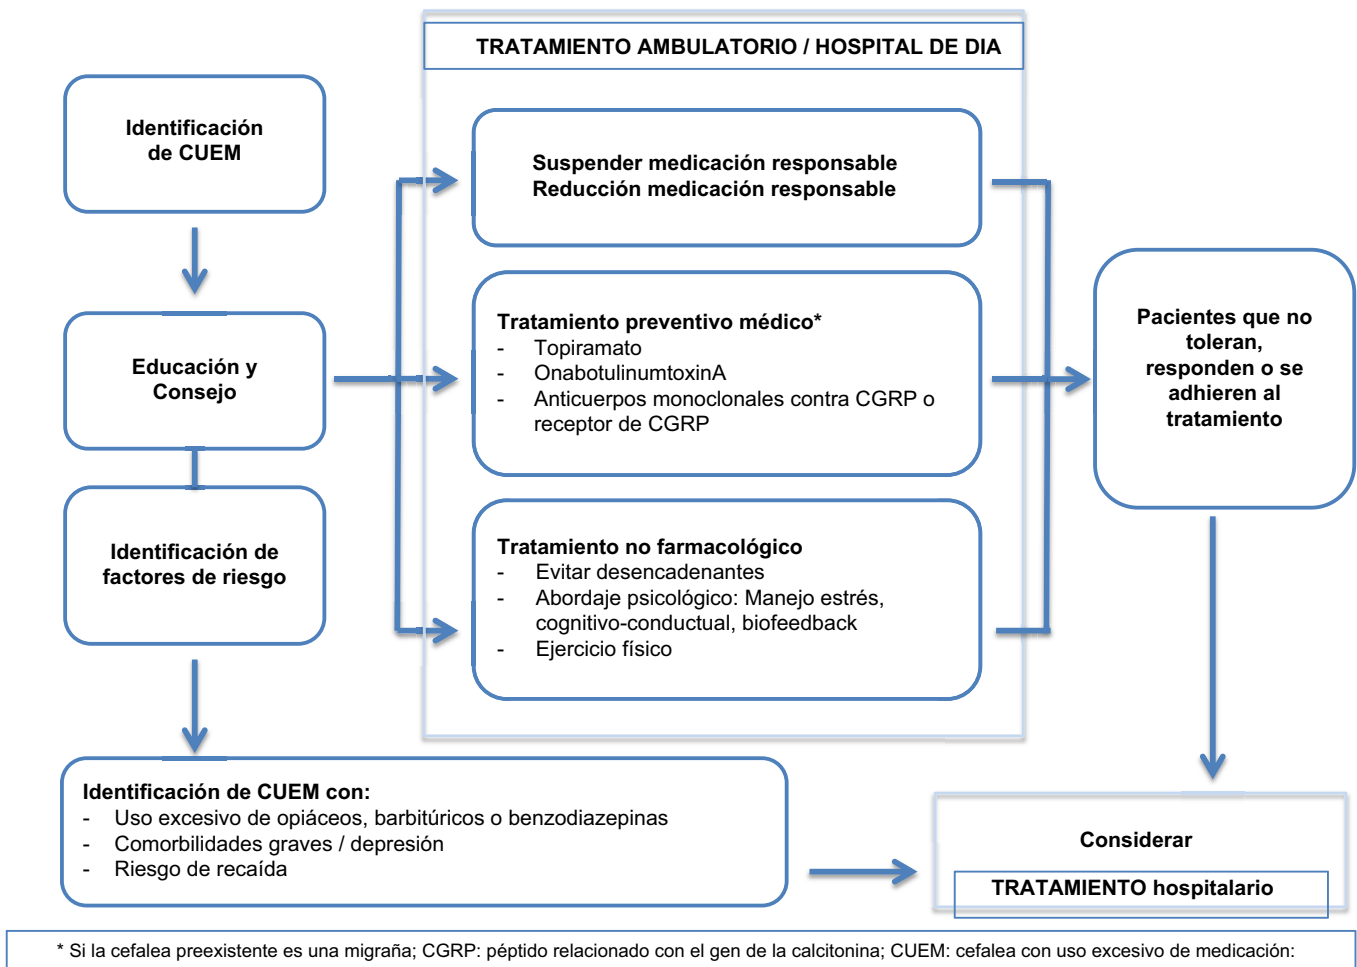 TRATAMIENTO AMBULATORIO / HOSPITAL DE DIA
Identificación
de CUEM
Educación y
Consejo
Identificación de
factores de riesgo
Suspender medicación responsable
Reducción medicación responsable
Tratamiento preventivo médico*
- Topiramato
- OnabotulinumtoxinA
- Anticuerpos monoclonales contra CGRP o
receptor de CGRP
Tratamiento no farmacológico
- Evitar desencadenantes
- Abordaje psicológico: Manejo estrés,
cognitivo-conductual, biofeedback
- Ejercicio físico
Pacientes que no
toleran,
responden o se
adhieren al
tratamiento
Identificación de CUEM con:
- Uso excesivo de opiáceos, barbitúricos o benzodiazepinas
- Comorbilidades graves / depresión
- Riesgo de recaída
Considerar
TRATAMIENTO hospitalario
* Si la cefalea preexistente es una migraña; CGRP: péptido relacionado con el gen de la calcitonina; CUEM: cefalea con uso excesivo de medicación: